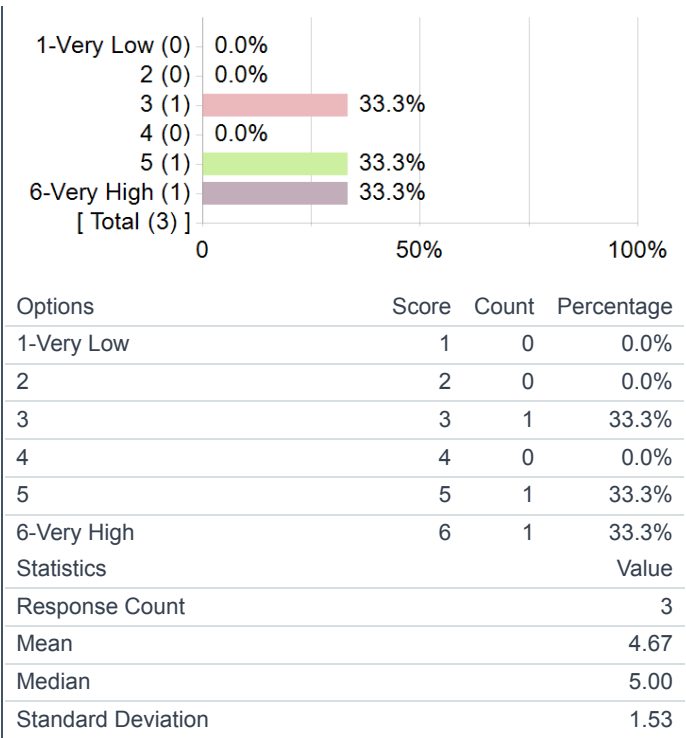 1-Very Low (0) 0.0%
2 (0) 0.0%
3 (1) 33.3%
4 (0) 0.0%
5 (1) 33.3%
6-Very High (1) 33.3%
[ Total (3) ]
0 50% 100%
Options Score Count Percentage
1-Very Low 1 0 0.0%
2 2 0 0.0%
3 3 1 33.3%
4 4 0 0.0%
5 5 1 33.3%
6-Very High 6 1 33.3%
Statistics Value
Response Count 3
Mean 4.67
Median 5.00
Standard Deviation 1.53